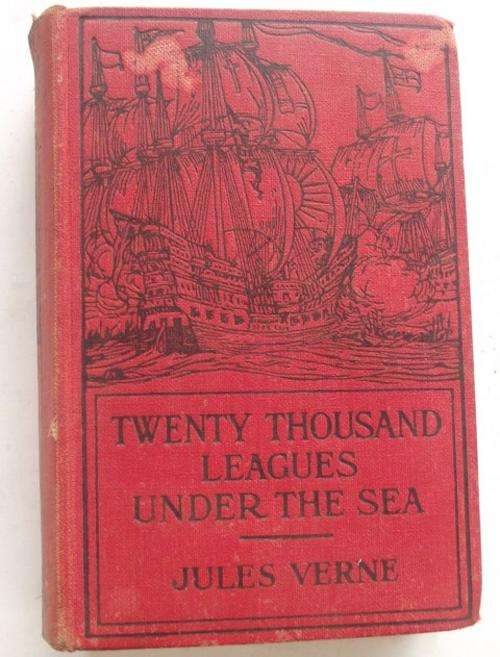 TWENTY THOUSAND
LEAGUES
UNDER THE SEA
JULES VERNE